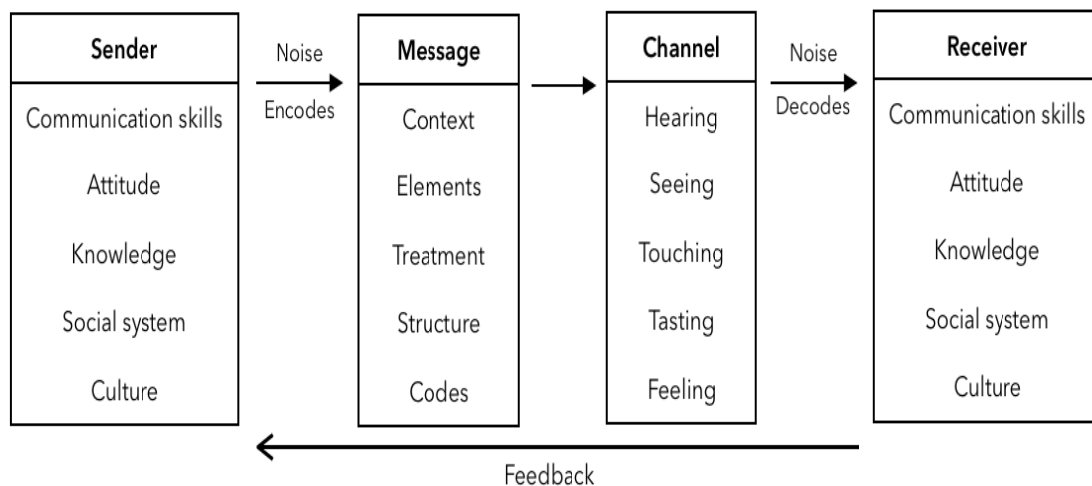 Sender
Communication skills
Attitude
Knowledge
Social system
Culture
Noise
Encodes
Message
Context
Elements
Treatment
Structure
Codes
Channel
Hearing
Seeing
Touching
Tasting
Feeling
Noise
Decodes
Receiver
Communication skills
Attitude
Knowledge
Social system
Culture
Feedback